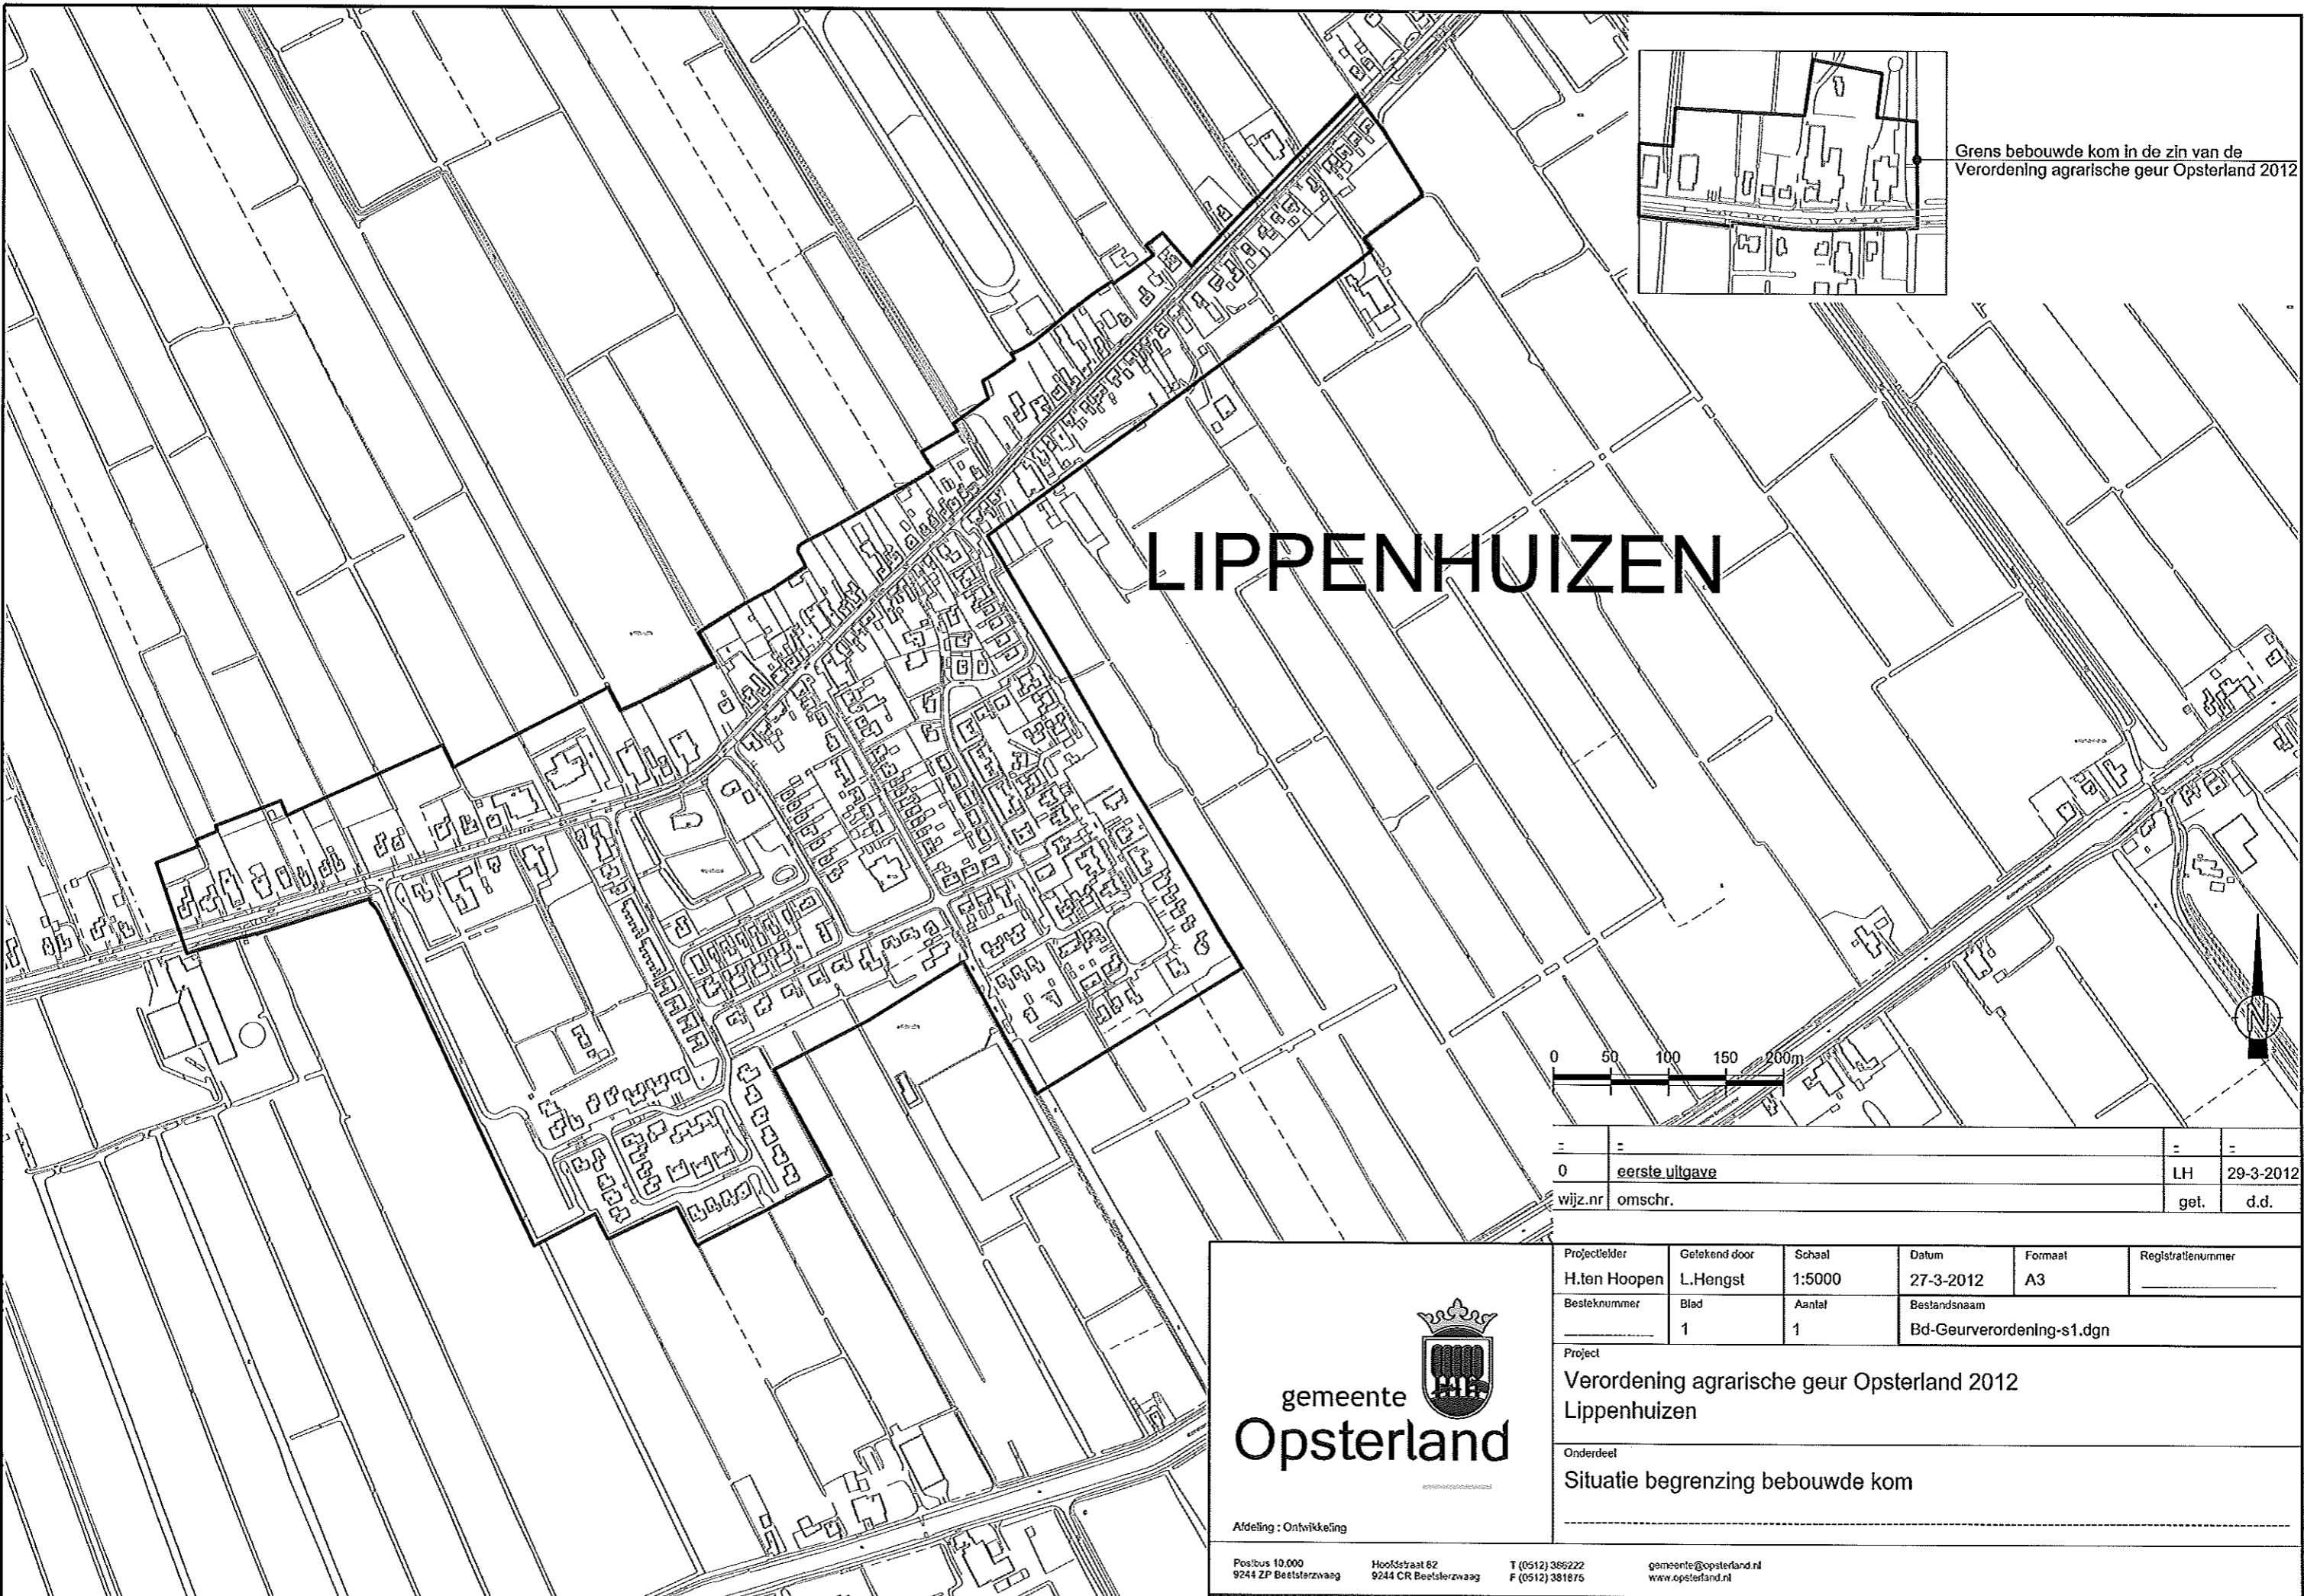 Grens bebouwde kom in de zin van de
Verordening agrarische geur Opsterland 2012
LIPPENHUIZEN
0 50 100 150 200m
N
- - - -
0 eerste uitgave LH 29-3-2012
wijz.nr omschr. get. d.d.
Projectleider Getekend door Schaal Datum Formaat Registratienummer
H.ten Hoopen L.Hengst 1:5000 27-3-2012 A3
Besteknummer Blad Aantal Bestandsnaam
1 1 Bd-Geurverordening-s1.dgn
Project
Verordening agrarische geur Opsterland 2012
Lippenhuizen
Onderdeel
Situatie begrenzing bebouwde kom
gemeente
Opsterland
Afdeling : Ontwikkeling
Postbus 10.000 Hoofdstraat 82 T (0512) 386222 gemeente@opsterland.nl
9244 ZP Beetsterzwaag 9244 CR Beetsterzwaag F (0512) 381875 www.opsterland.nl